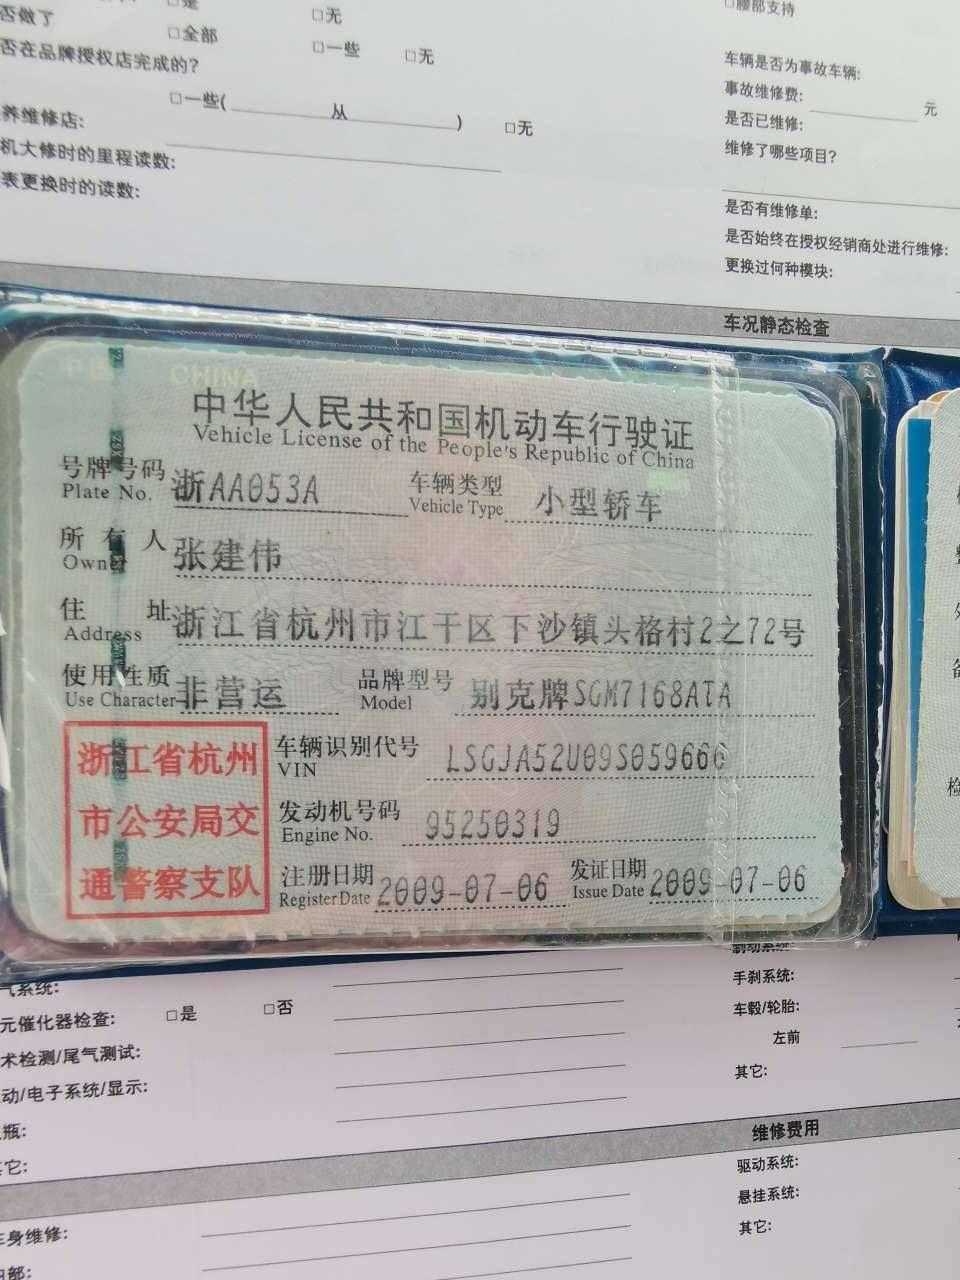 是
□无
否做了
□全部
□一些
□无
否在品牌授权店完成的?
□一些(
从
)
□无
养维修店:
机大修时的里程读数:
表更换时的读数:
□腰部支持
车辆是否为事故车辆:
事故维修费:
元
是否已维修:
维修了哪些项目?
是否有维修单:
是否始终在授权经销商处进行维修:
更换过何种模块:
车况静态检查
CHINA
中华人民共和国机动车行驶证
Vehicle License of the People's Republic of China
号牌号码 浙AA053A 车辆类型 小型轿车
Plate No. Vehicle Type
所有人 张建伟
Owner
住址 浙江省杭州市江干区下沙镇头格村2之72号
Address
使用性质 非营运 品牌型号 别克牌SGM7168ATA
Use Character Model
浙江省杭州
市公安局交
通警察支队
车辆识别代号 LSGJA52U09S059666
VIN
发动机号码 95250319
Engine No.
注册日期 2009-07-06 发证日期 2009-07-06
Register Date Issue Date
气系统:
元催化器检查:
□是
□否
术检测/尾气测试:
动/电子系统/显示:
瓶:
其它:
车身维修:
内部:
制动系统:
手刹系统:
车毂/轮胎:
左前
其它:
维修费用
驱动系统:
悬挂系统:
其它: